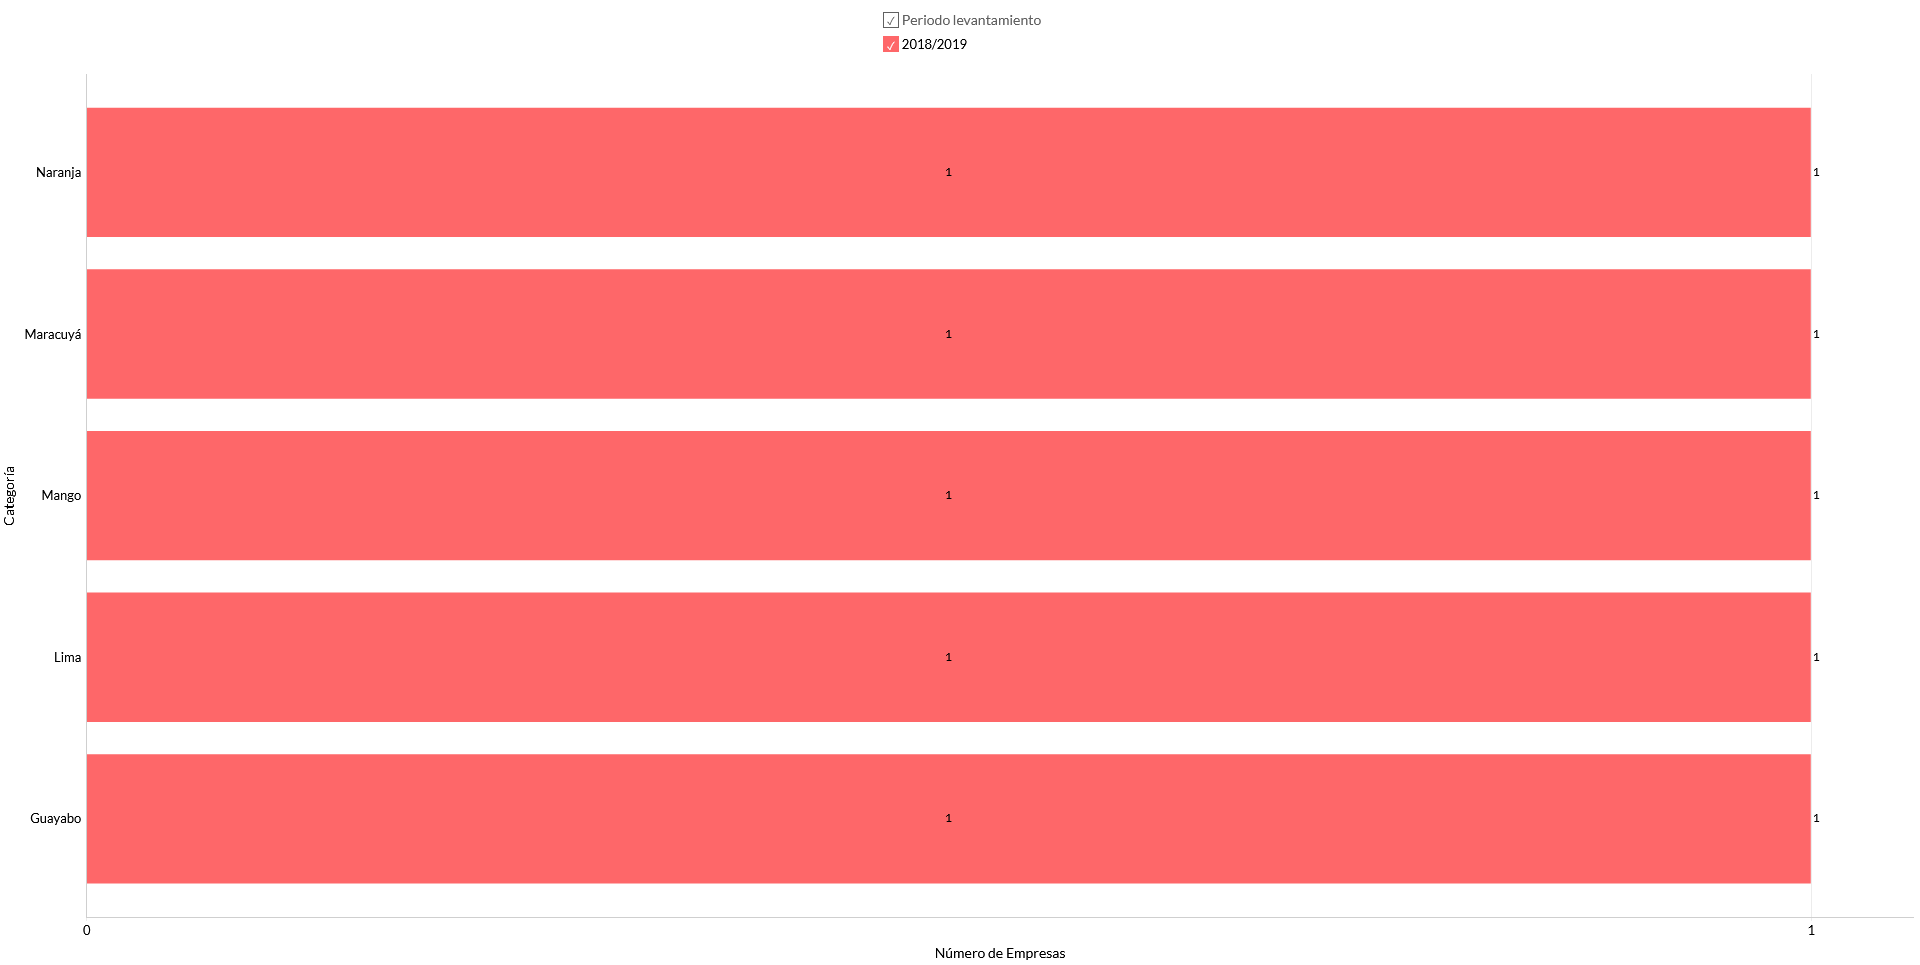 Periodo levantamiento
2018/2019
Naranja 1 1
Maracuyá 1 1
Mango 1 1
Categoría
Lima 1 1
Guayabo 1 1
0 1
Número de Empresas